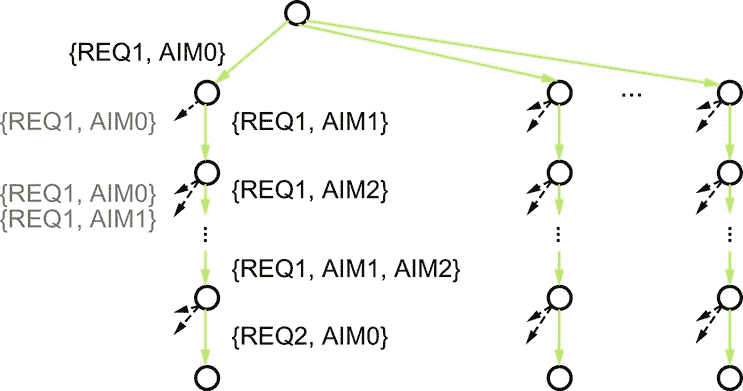 {REQ1, AIM0}
{REQ1, AIM0}
{REQ1, AIM1}
...
{REQ1, AIM0}
{REQ1, AIM1}
{REQ1, AIM2}
{REQ1, AIM1, AIM2}
{REQ2, AIM0}